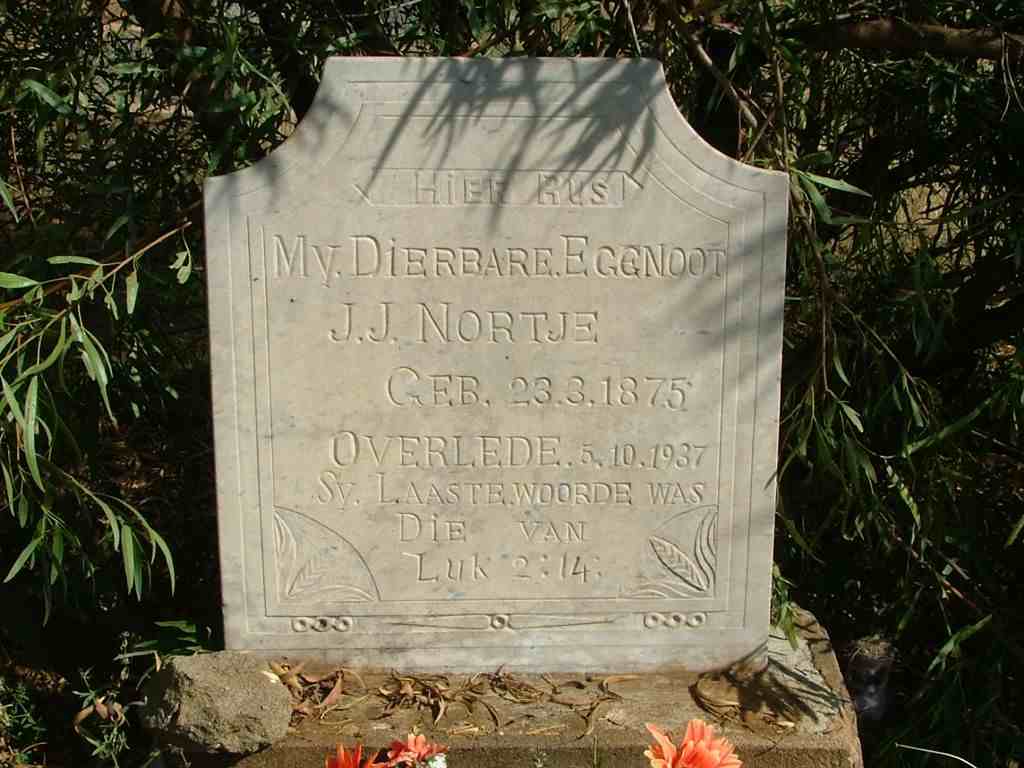 HIER RUS
MY. DIERBARE. EGGNOOT
J.J. NORTJE
GEB. 23.3.1875
OVERLEDE. 5.10.1937
SY. LAASTE. WOORDE WAS
DIE VAN
LUK 2:14: